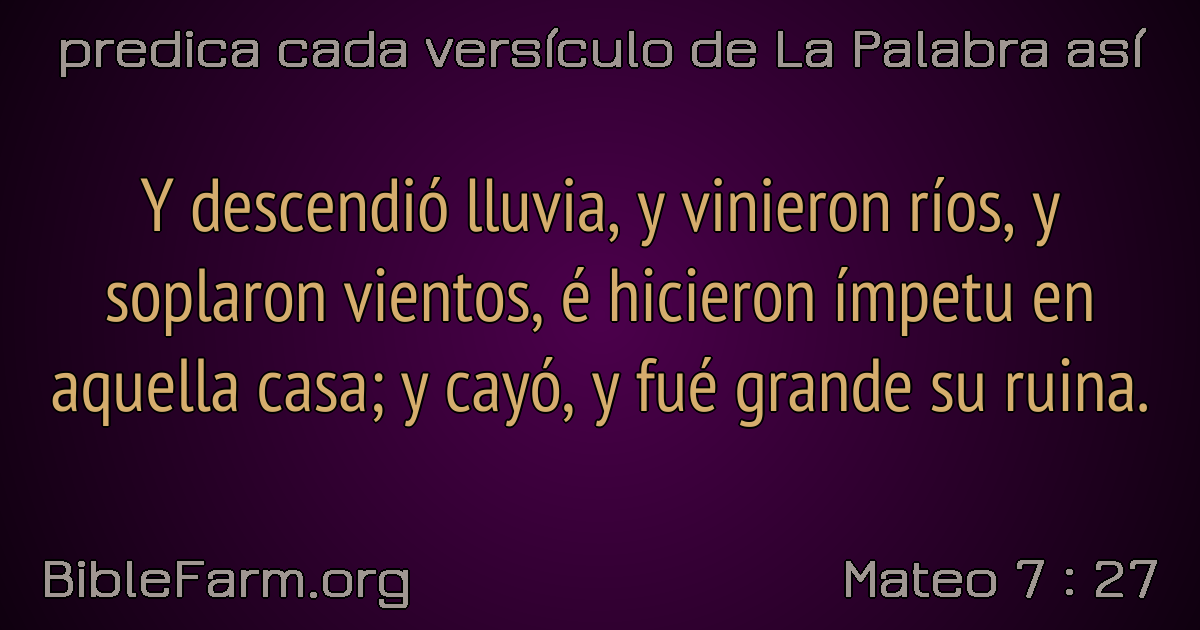 predica cada versículo de La Palabra así
Y descendió lluvia, y vinieron ríos, y
soplaron vientos, é hicieron ímpetu en
aquella casa; y cayó, y fué grande su ruina.
BibleFarm.org
Mateo 7 : 27